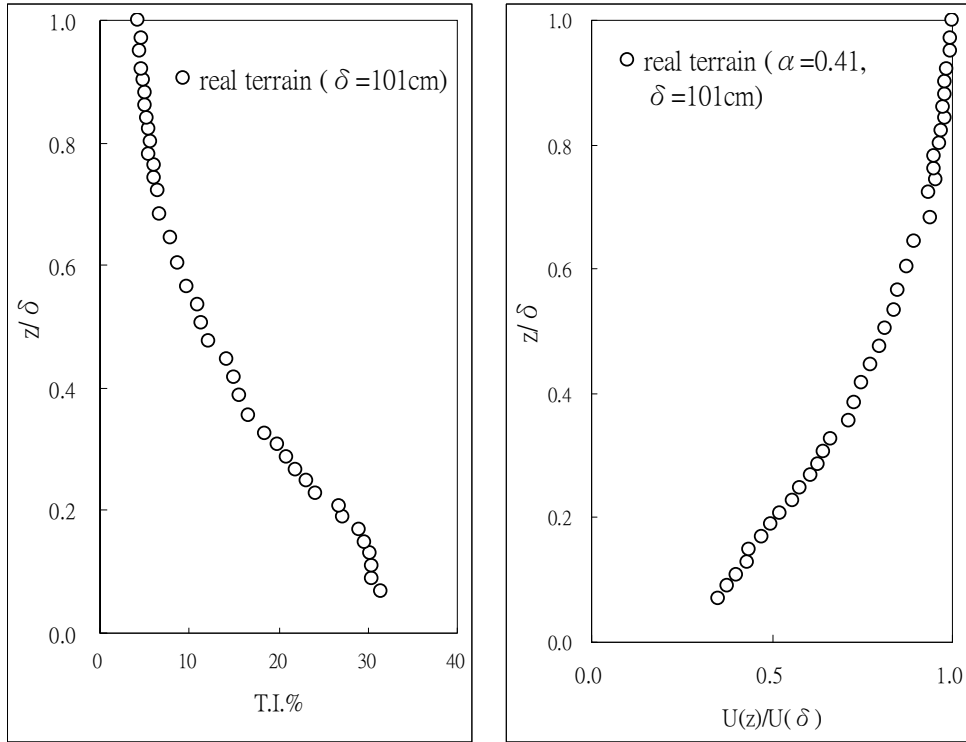 1.0
real terrain ( δ =101cm)
0.8
0.6
z/ δ
0.4
0.2
0.0
0 10 20 30 40
T.I.%
1.0
real terrain ( α=0.41,
δ=101cm)
0.8
0.6
z/ δ
0.4
0.2
0.0
0.0 0.5 1.0
U(z)/U( δ )